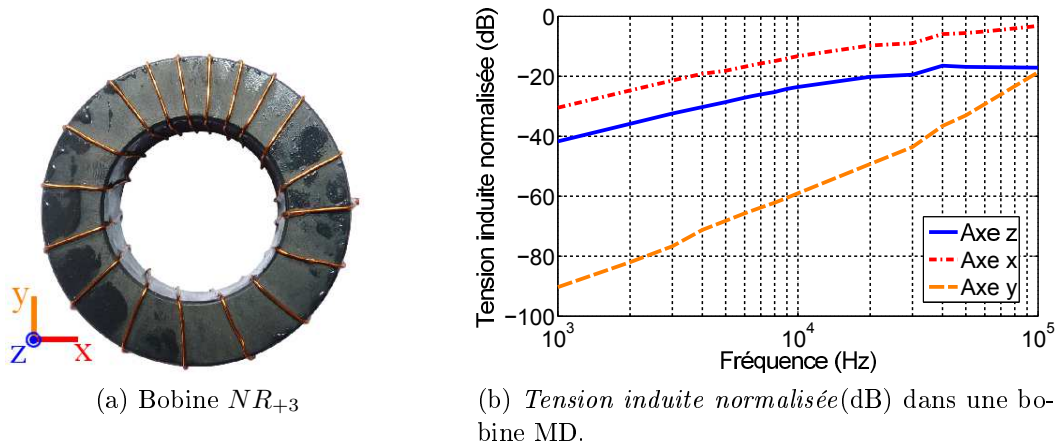 y
z
x
(a) Bobine NR+3
Tension induite normalisée (dB)
0
−20
−40
−60
−80
−100
10^3
10^4
10^5
Axe z
Axe x
Axe y
Fréquence (Hz)
(b) Tension induite normalisée(dB) dans une bo-
bine MD.